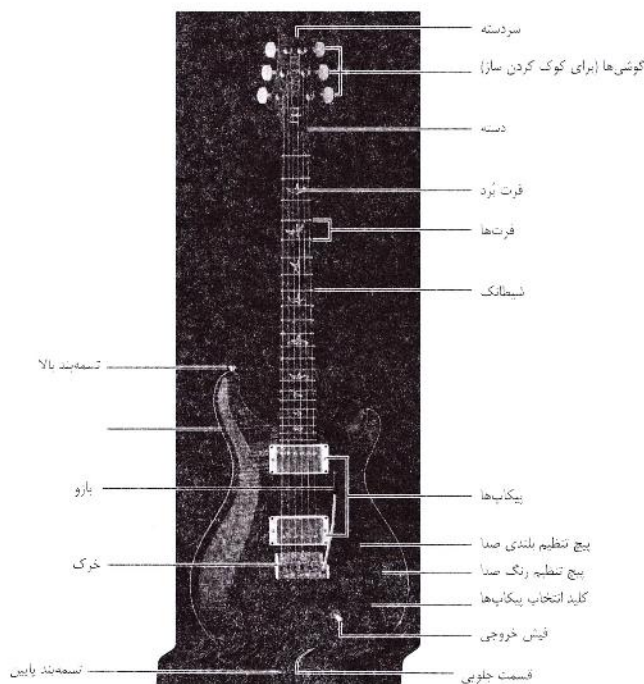 سردسته
گوشی‌ها (برای کوک کردن ساز)
دسته
فرت بُرد
فرت‌ها
شیطانک
تسمه‌بند بالا
بازو
پیکاپ‌ها
پیچ تنظیم بلندی صدا
خرک
پیچ تنظیم رنگ صدا
کلید انتخاب پیکاپ‌ها
فیش خروجی
تسمه‌بند پایین
قسمت جلویی